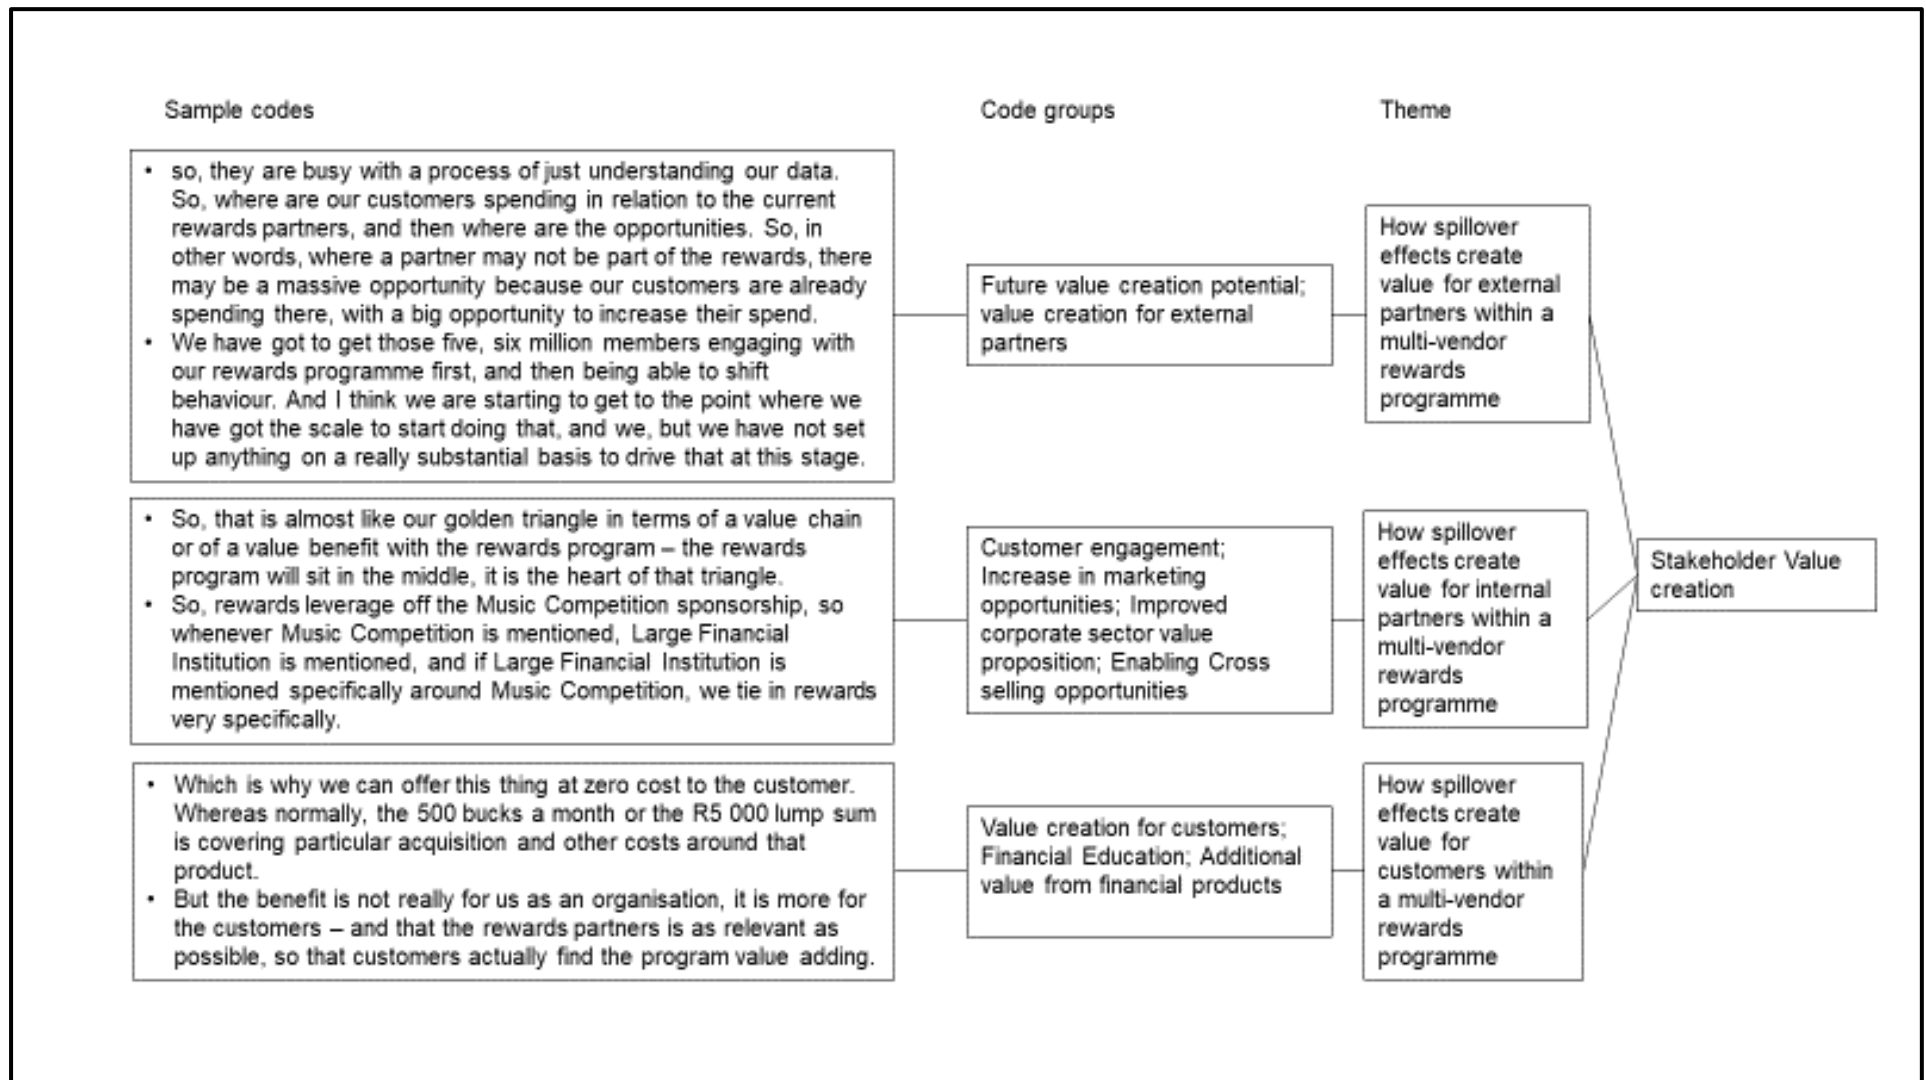 Sample codes
Code groups
Theme
• so, they are busy with a process of just understanding our data.
So, where are our customers spending in relation to the current
rewards partners, and then where are the opportunities. So, in
other words, where a partner may not be part of the rewards, there
may be a massive opportunity because our customers are already
spending there, with a big opportunity to increase their spend.
• We have got to get those five, six million members engaging with
our rewards programme first, and then being able to shift
behaviour. And I think we are starting to get to the point where we
have got the scale to start doing that, and we, but we have not set
up anything on a really substantial basis to drive that at this stage.
Future value creation potential;
value creation for external
partners
How spillover
effects create
value for external
partners within a
multi-vendor
rewards
programme
• So, that is almost like our golden triangle in terms of a value chain
or of a value benefit with the rewards program – the rewards
program will sit in the middle, it is the heart of that triangle.
• So, rewards leverage off the Music Competition sponsorship, so
whenever Music Competition is mentioned, Large Financial
Institution is mentioned, and if Large Financial Institution is
mentioned specifically around Music Competition, we tie in rewards
very specifically.
Customer engagement;
Increase in marketing
opportunities; Improved
corporate sector value
proposition; Enabling Cross
selling opportunities
How spillover
effects create
value for internal
partners within a
multi-vendor
rewards
programme
Stakeholder Value
creation
• Which is why we can offer this thing at zero cost to the customer.
Whereas normally, the 500 bucks a month or the R5 000 lump sum
is covering particular acquisition and other costs around that
product.
• But the benefit is not really for us as an organisation, it is more for
the customers – and that the rewards partners is as relevant as
possible, so that customers actually find the program value adding.
Value creation for customers;
Financial Education; Additional
value from financial products
How spillover
effects create
value for
customers within
a multi-vendor
rewards
programme